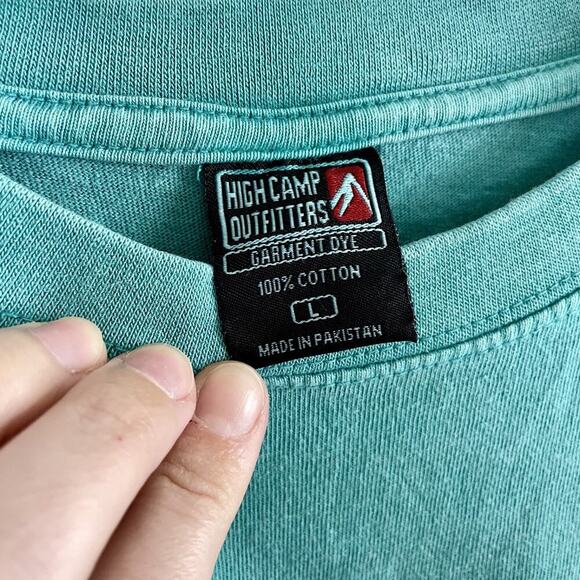 HIGH CAMP
OUTFITTERS
GARMENT DYE
100% COTTON
L
MADE IN PAKISTAN